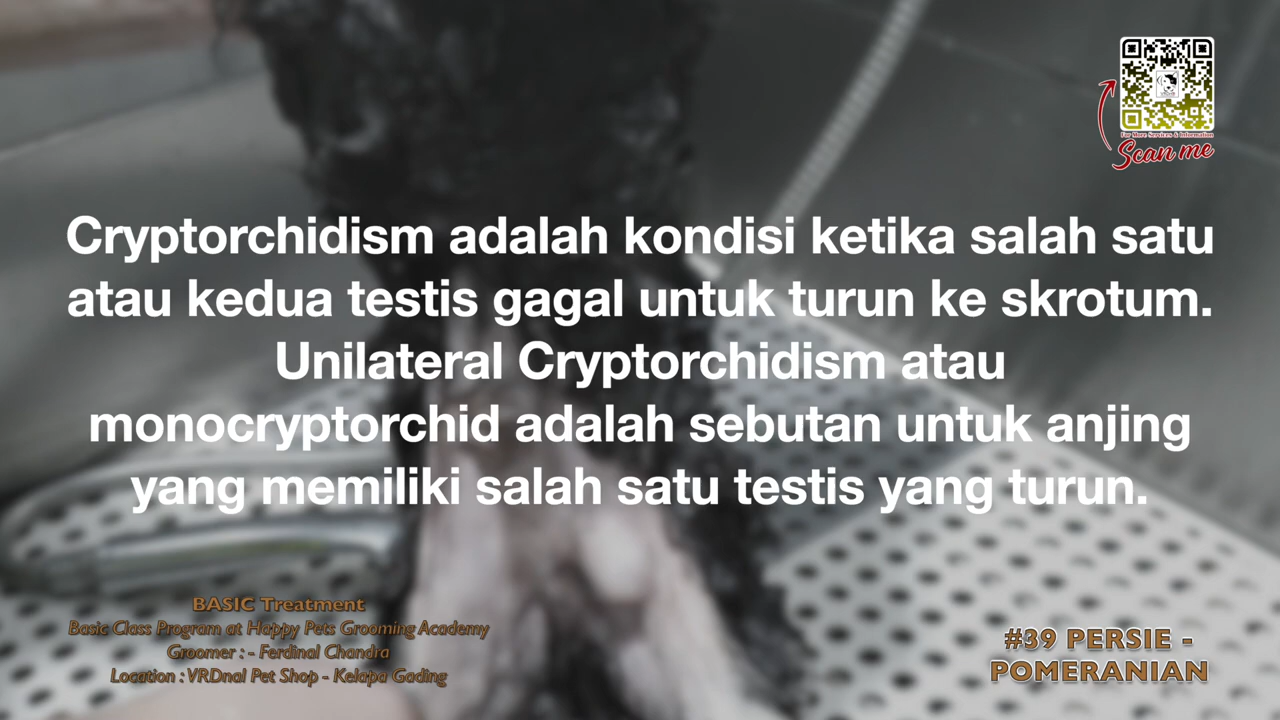 For More Services & Information
Scan me
Cryptorchidism adalah kondisi ketika salah satu
atau kedua testis gagal untuk turun ke skrotum.
Unilateral Cryptorchidism atau
monocryptorchid adalah sebutan untuk anjing
yang memiliki salah satu testis yang turun.
BASIC Treatment
Basic Class Program at Happy Pets Grooming Academy
Groomer : - Ferdinal Chandra
Location : VRDnal Pet Shop - Kelapa Gading
#39 PERSIE -
POMERANIAN